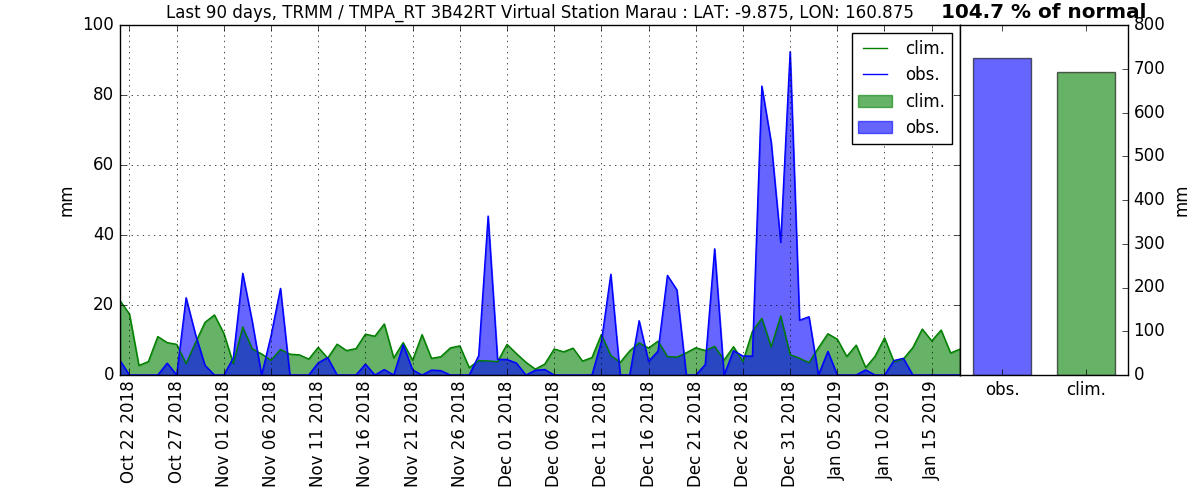 Last 90 days, TRMM / TMPA_RT 3B42RT Virtual Station Marau : LAT: -9.875, LON: 160.875
104.7 % of normal
100
80
60
40
20
0
mm
clim.
obs.
clim.
obs.
800
700
600
500
400
300
200
100
0
mm
obs.
clim.
Oct 22 2018
Oct 27 2018
Nov 01 2018
Nov 06 2018
Nov 11 2018
Nov 16 2018
Nov 21 2018
Nov 26 2018
Dec 01 2018
Dec 06 2018
Dec 11 2018
Dec 16 2018
Dec 21 2018
Dec 26 2018
Dec 31 2018
Jan 05 2019
Jan 10 2019
Jan 15 2019